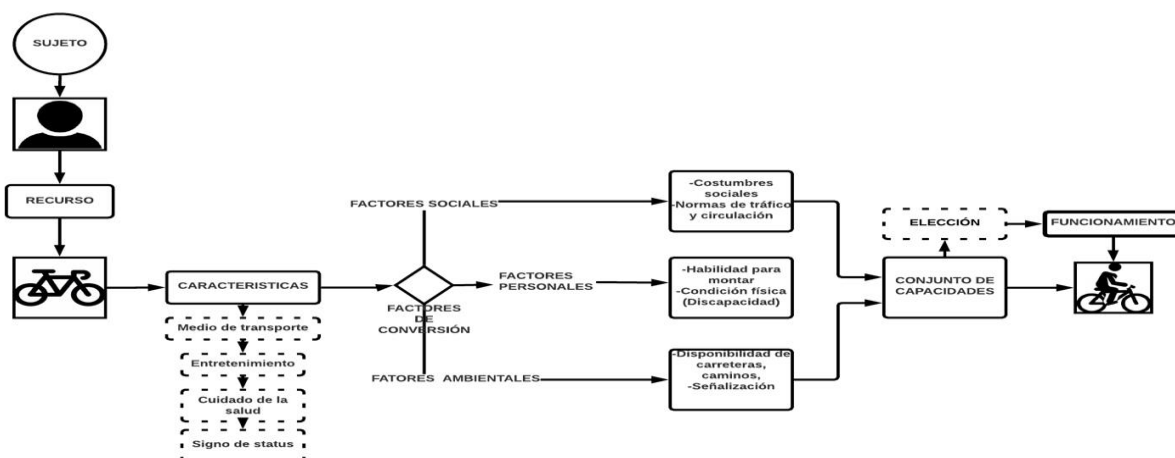 SUJETO
RECURSO
CARACTERISTICAS
Medio de transporte
Entretenimiento
Cuidado de la
salud
Signo de status
FACTORES
DE
CONVERSIÓN
FACTORES SOCIALES
FACTORES
PERSONALES
FATORES AMBIENTALES
-Costumbres
sociales
-Normas de tráfico
y circulación
-Habilidad para
montar
-Condición física
(Discapacidad)
-Disponibilidad de
carreteras,
caminos,
-Señalización
CONJUNTO DE
CAPACIDADES
ELECCIÓN
FUNCIONAMIENTO